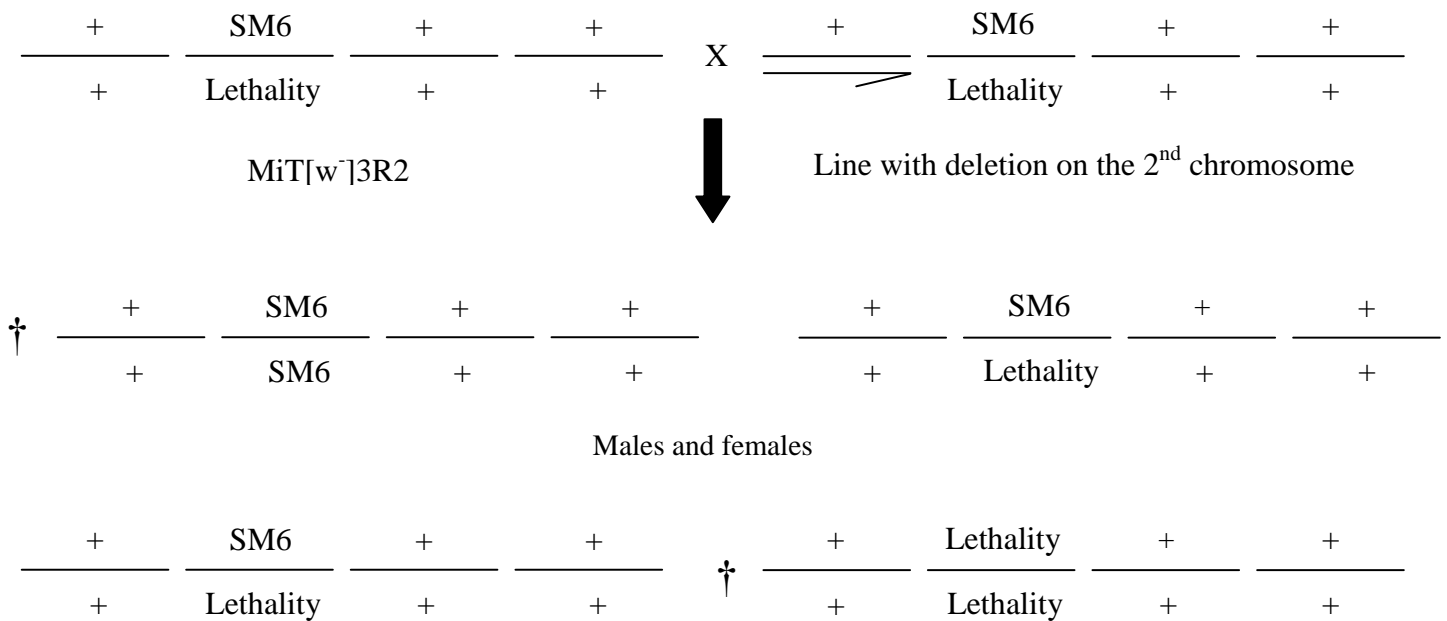 + SM6 + + + SM6 + +
X
+ Lethality + + Lethality + +
MiT[w-]3R2 Line with deletion on the 2nd chromosome
+ SM6 + + + SM6 + +
†
+ SM6 + + + Lethality + +
Males and females
+ SM6 + + + Lethality + +
†
+ Lethality + + + Lethality + +